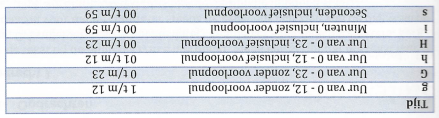 Tijd
g Uur van 0 - 12, zonder voorloopnul 1 t/m 12
G Uur van 0 - 23, zonder voorloopnul 0 t/m 23
h Uur van 0 - 12, inclusief voorloopnul 01 t/m 12
H Uur van 0 - 23, inclusief voorloopnul 00 t/m 23
i Minuten, inclusief voorloopnul 00 t/m 59
s Seconden, inclusief voorloopnul 00 t/m 59